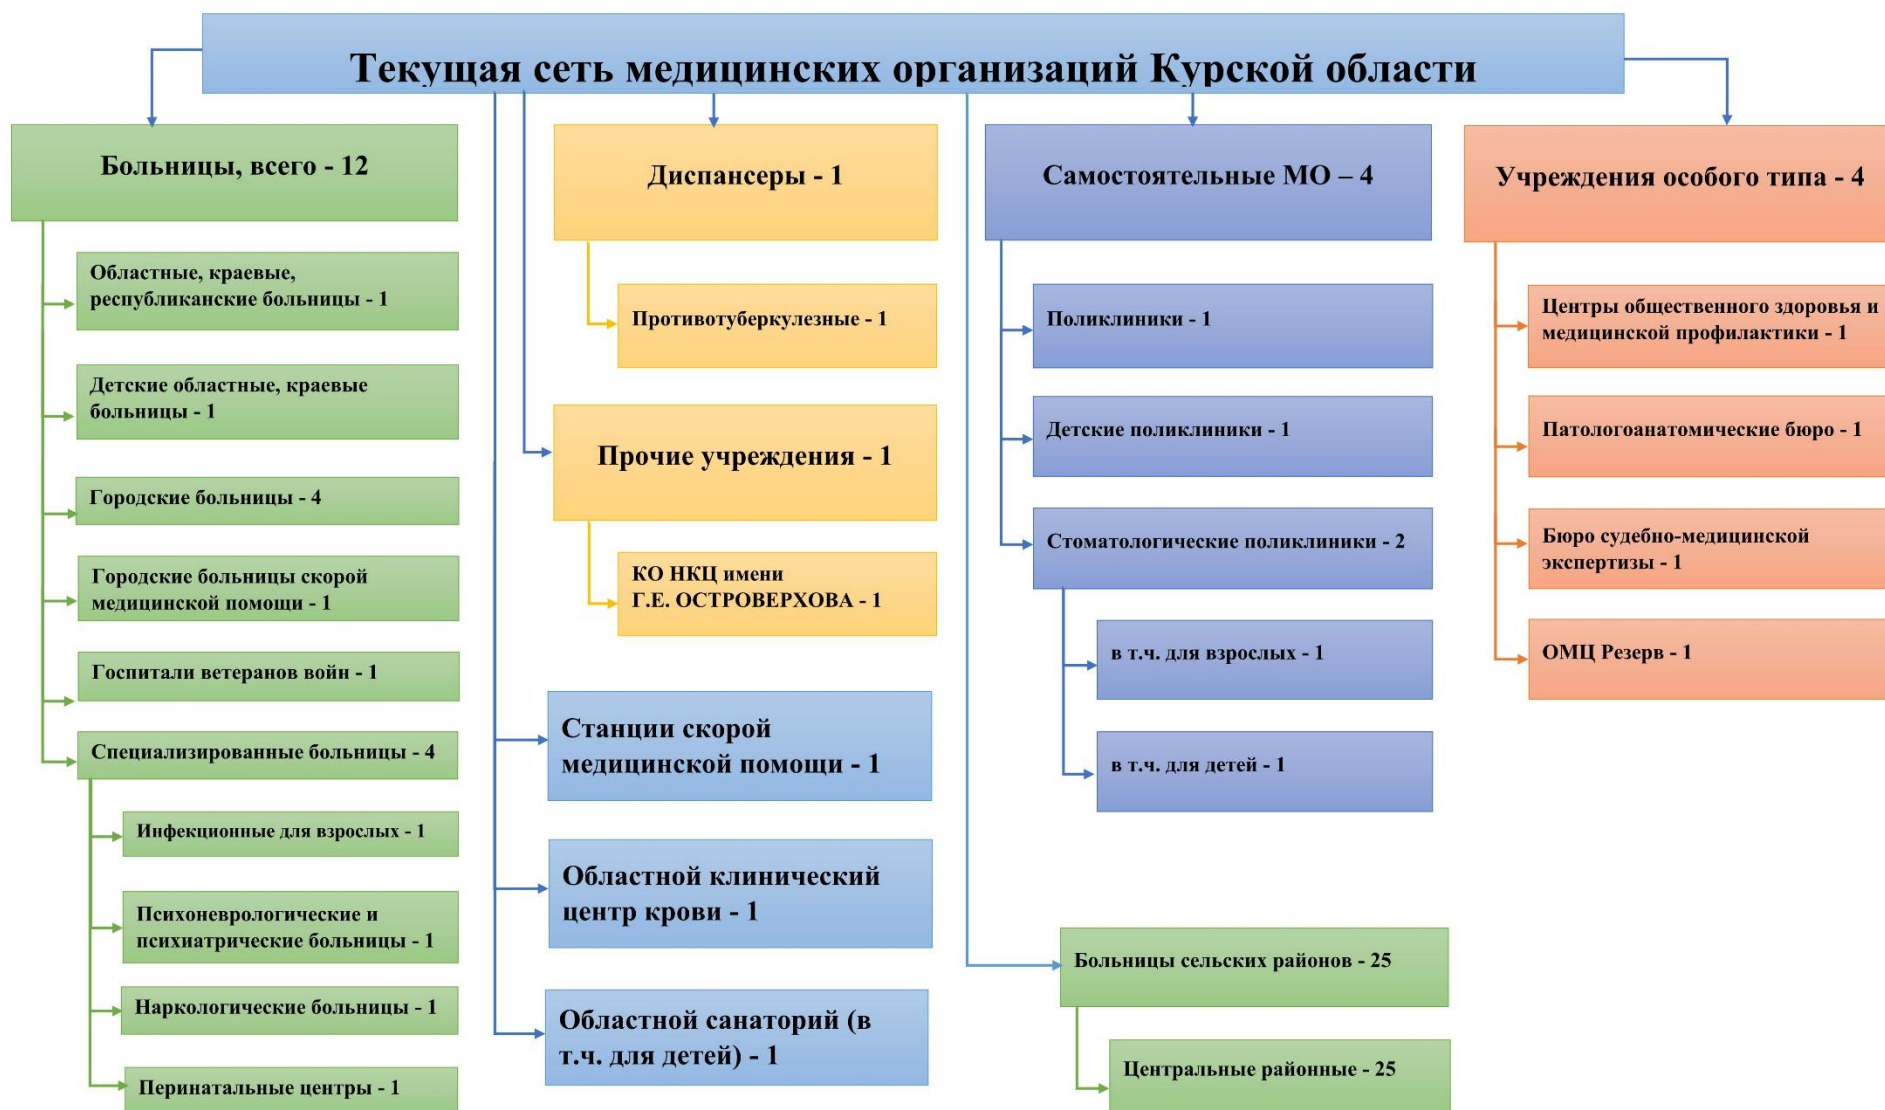 Текущая сеть медицинских организаций Курской области
Больницы, всего - 12
Областные, краевые,
республиканские больницы - 1
Детские областные, краевые
больницы - 1
Городские больницы - 4
Городские больницы скорой
медицинской помощи - 1
Госпитали ветеранов войн - 1
Специализированные больницы - 4
Инфекционные для взрослых - 1
Психоневрологические и
психиатрические больницы - 1
Наркологические больницы - 1
Перинатальные центры - 1
Диспансеры - 1
Противотуберкулезные - 1
Прочие учреждения - 1
КО НКЦ имени
Г.Е. ОСТРОВЕРХОВА - 1
Станции скорой
медицинской помощи - 1
Областной клинический
центр крови - 1
Областной санаторий (в
т.ч. для детей) - 1
Самостоятельные МО – 4
Поликлиники - 1
Детские поликлиники - 1
Стоматологические поликлиники - 2
в т.ч. для взрослых - 1
в т.ч. для детей - 1
Больницы сельских районов - 25
Центральные районные - 25
Учреждения особого типа - 4
Центры общественного здоровья и
медицинской профилактики - 1
Патологоанатомические бюро - 1
Бюро судебно-медицинской
экспертизы - 1
ОМЦ Резерв - 1